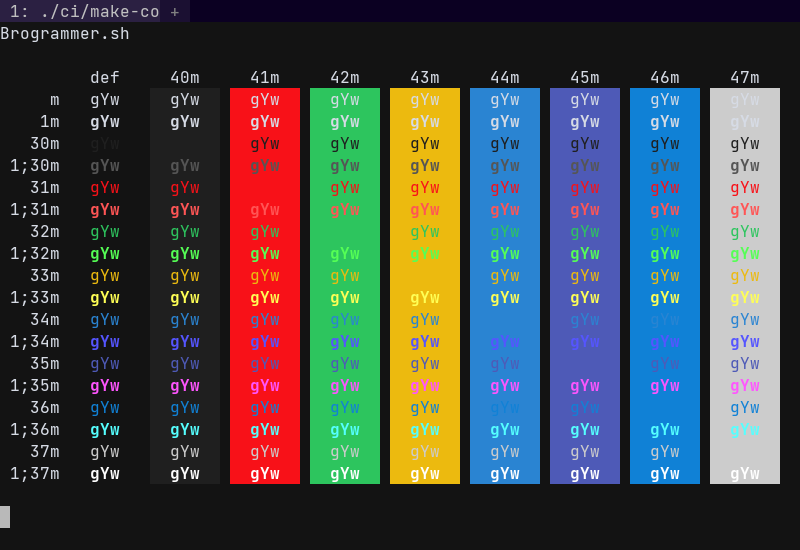 1: ./ci/make-co +
Brogrammer.sh
def 40m 41m 42m 43m 44m 45m 46m 47m
m gYw gYw gYw gYw gYw gYw gYw gYw gYw
1m gYw gYw gYw gYw gYw gYw gYw gYw gYw
30m gYw gYw gYw gYw gYw gYw gYw gYw
1;30m gYw gYw gYw gYw gYw gYw gYw gYw gYw
31m gYw gYw gYw gYw gYw gYw gYw gYw
1;31m gYw gYw gYw gYw gYw gYw gYw gYw gYw
32m gYw gYw gYw gYw gYw gYw gYw gYw
1;32m gYw gYw gYw gYw gYw gYw gYw gYw gYw
33m gYw gYw gYw gYw gYw gYw gYw gYw
1;33m gYw gYw gYw gYw gYw gYw gYw gYw gYw
34m gYw gYw gYw gYw gYw gYw gYw gYw
1;34m gYw gYw gYw gYw gYw gYw gYw gYw gYw
35m gYw gYw gYw gYw gYw gYw gYw gYw
1;35m gYw gYw gYw gYw gYw gYw gYw gYw gYw
36m gYw gYw gYw gYw gYw gYw gYw gYw
1;36m gYw gYw gYw gYw gYw gYw gYw gYw gYw
37m gYw gYw gYw gYw gYw gYw gYw gYw
1;37m gYw gYw gYw gYw gYw gYw gYw gYw gYw